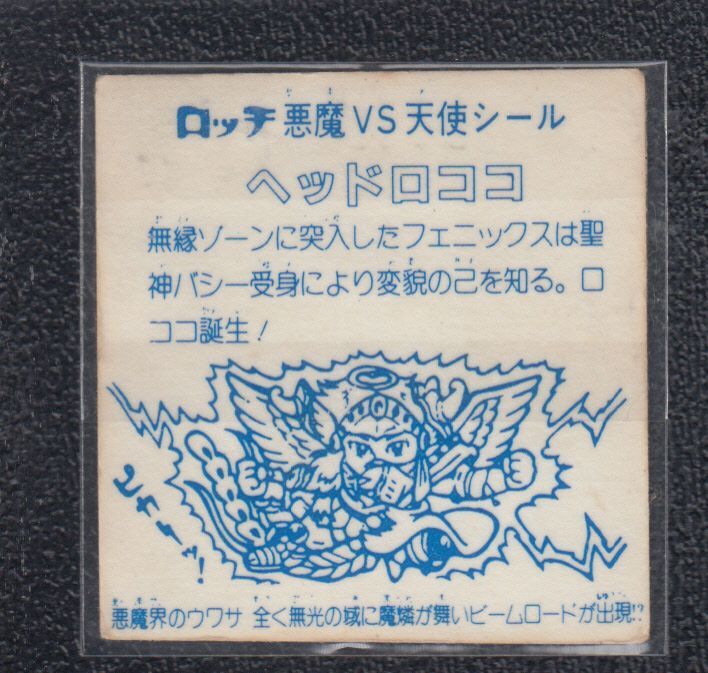 ロッチ 悪魔VS天使シール
ヘッドロココ
無縁ゾーンに突入したフェニックスは聖
神バシー受身により変貌の己を知る。ロ
ココ誕生!
ピキーッ!
悪魔界のウワサ 全く無光の域に魔燐が舞いビームロードが出現!?